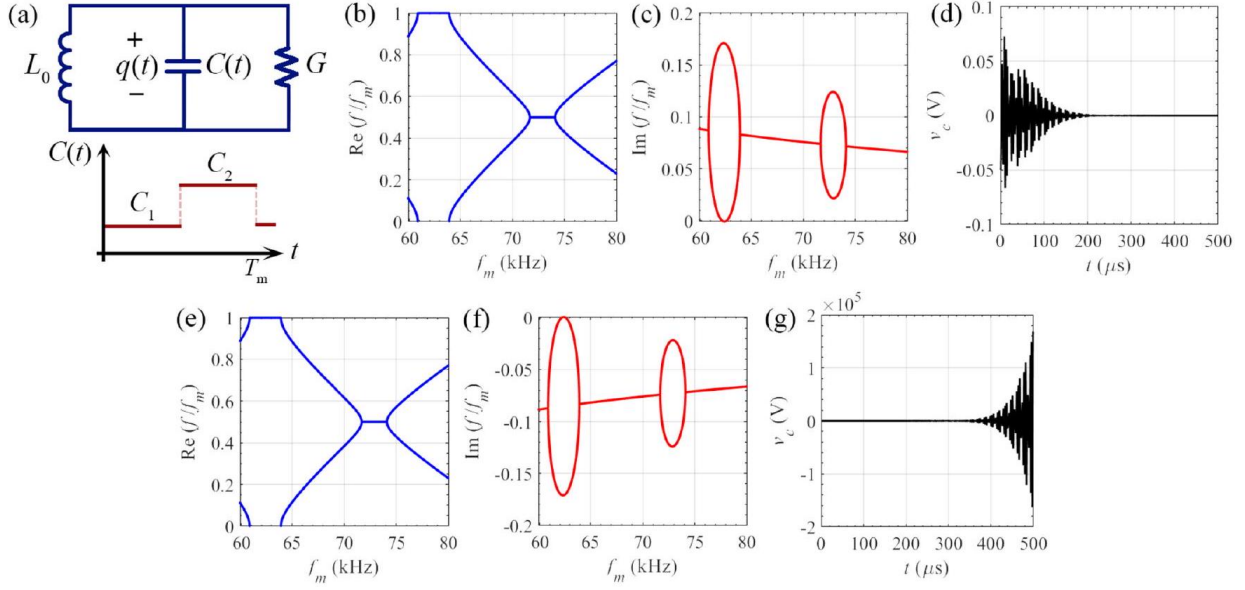 (a)
L₀
+
q(t)
−
C(t)
G
C(t)
C₁
C₂
t
Tₘ
(b)
Re (f/fₘ)
1
0.8
0.6
0.4
0.2
0
60 65 70 75 80
fₘ (kHz)
(c)
Im (f/fₘ)
0.2
0.15
0.1
0.05
0
60 65 70 75 80
fₘ (kHz)
(d)
v_c (V)
0.1
0.05
0
-0.05
-0.1
0 100 200 300 400 500
t (μs)
(e)
Re (f/fₘ)
1
0.8
0.6
0.4
0.2
0
60 65 70 75 80
fₘ (kHz)
(f)
Im (f/fₘ)
0
-0.05
-0.1
-0.15
-0.2
60 65 70 75 80
fₘ (kHz)
(g)
×10⁵
v_c (V)
2
1
0
-1
-2
0 100 200 300 400 500
t (μs)